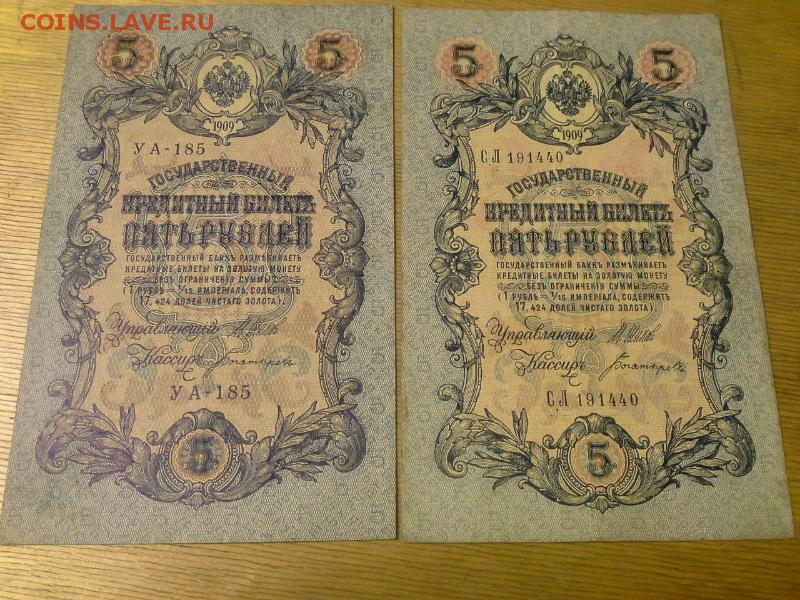 COINS.LAVE.RU
5 5
1909
УА-185
ГОСУДАРСТВЕННЫЙ
КРЕДИТНЫЙ БИЛЕТЪ
ПЯТЬ РУБЛЕЙ
ГОСУДАРСТВЕННЫЙ БАНКЪ РАЗМѢНИВАЕТЪ
КРЕДИТНЫЕ БИЛЕТЫ НА ЗОЛОТУЮ МОНЕТУ
БЕЗЪ ОГРАНИЧЕНІЯ СУММЫ
(1 РУБЛЬ = 1/15 ИМПЕРІАЛА, СОДЕРЖИТЪ
17,424 ДОЛЕЙ ЧИСТАГО ЗОЛОТА).
Управляющій
Кассиръ Богатыревъ
УА-185
5
5 5
1909
СЛ 191440
ГОСУДАРСТВЕННЫЙ
КРЕДИТНЫЙ БИЛЕТЪ
ПЯТЬ РУБЛЕЙ
ГОСУДАРСТВЕННЫЙ БАНКЪ РАЗМѢНИВАЕТЪ
КРЕДИТНЫЕ БИЛЕТЫ НА ЗОЛОТУЮ МОНЕТУ
БЕЗЪ ОГРАНИЧЕНІЯ СУММЫ
(1 РУБЛЬ = 1/15 ИМПЕРІАЛА, СОДЕРЖИТЪ
17,424 ДОЛЕЙ ЧИСТАГО ЗОЛОТА).
Управляющій
Кассиръ Богатыревъ
СЛ 191440
5